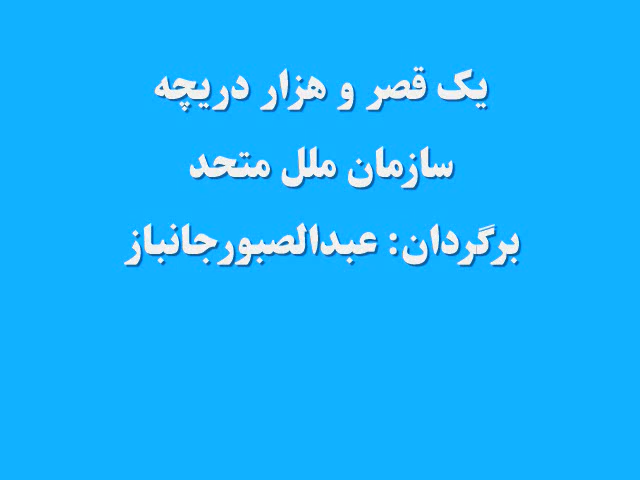 یک قصر و هزار دریچه
سازمان ملل متحد
برگردان: عبدالصبورجانباز